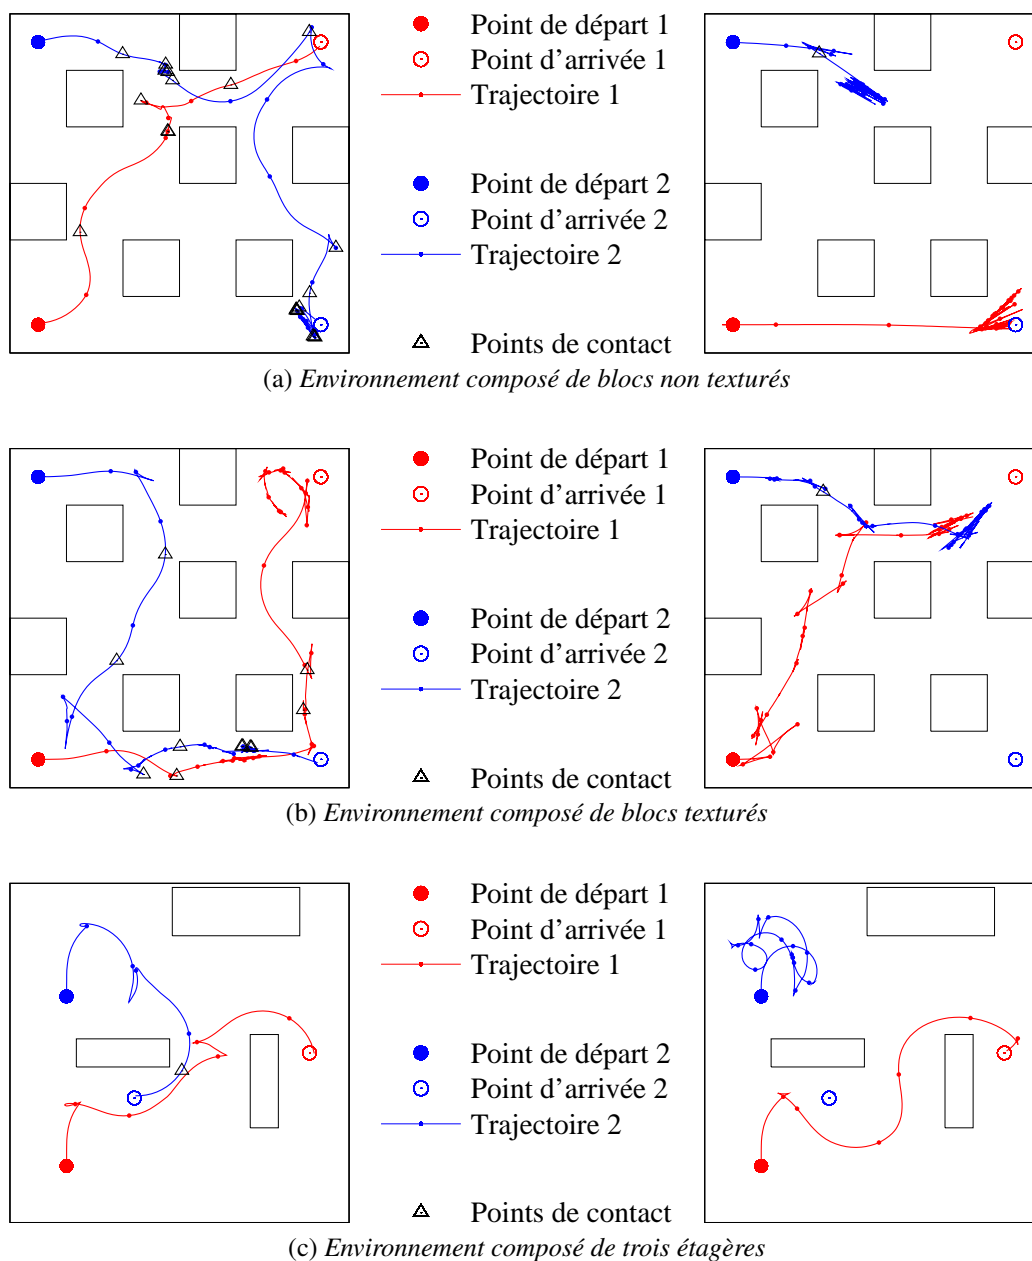 Point de départ 1
Point d'arrivée 1
Trajectoire 1
Point de départ 2
Point d'arrivée 2
Trajectoire 2
Points de contact
(a) Environnement composé de blocs non texturés
Point de départ 1
Point d'arrivée 1
Trajectoire 1
Point de départ 2
Point d'arrivée 2
Trajectoire 2
Points de contact
(b) Environnement composé de blocs texturés
Point de départ 1
Point d'arrivée 1
Trajectoire 1
Point de départ 2
Point d'arrivée 2
Trajectoire 2
Points de contact
(c) Environnement composé de trois étagères